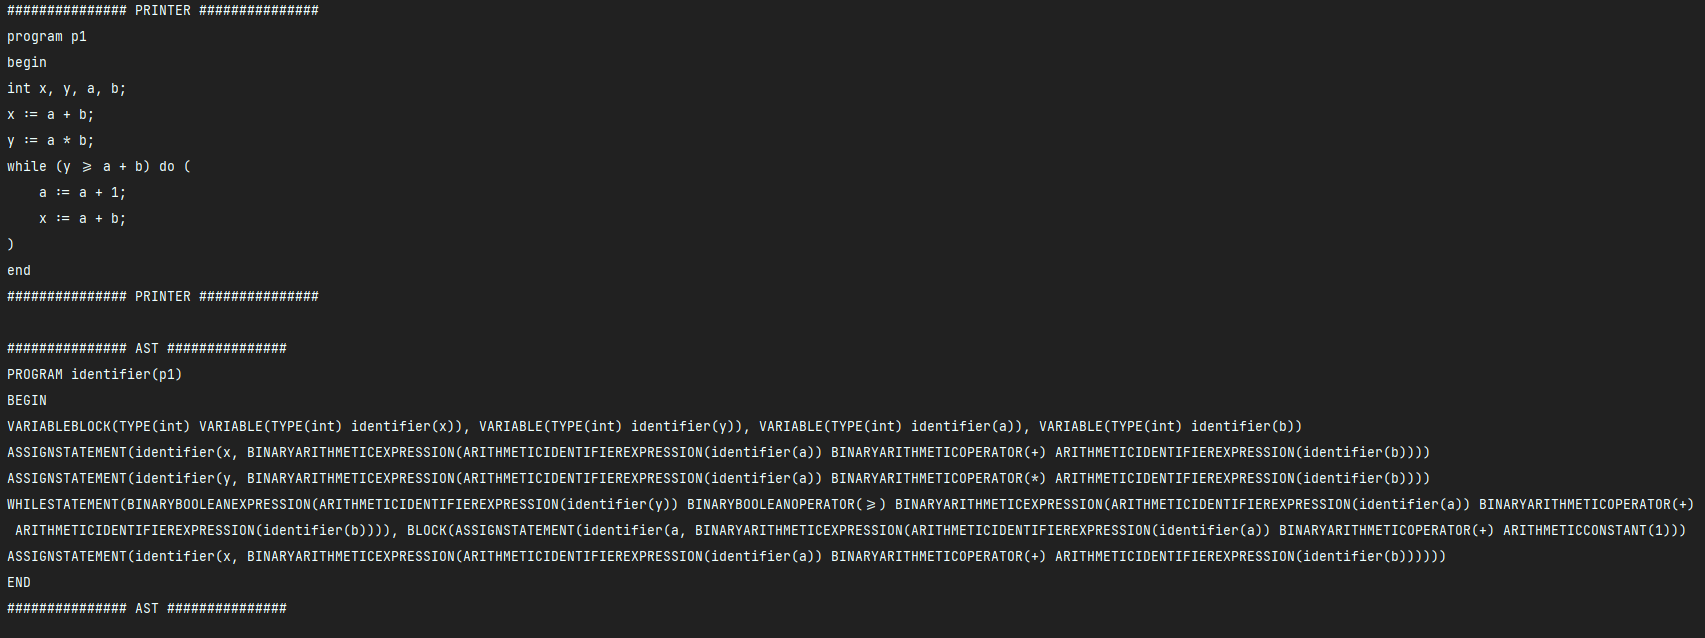 ############### PRINTER ###############
program p1
begin
int x, y, a, b;
x := a + b;
y := a * b;
while (y >= a + b) do (
    a := a + 1;
    x := a + b;
)
end
############### PRINTER ###############

############### AST ###############
PROGRAM identifier(p1)
BEGIN
VARIABLEBLOCK(TYPE(int) VARIABLE(TYPE(int) identifier(x)), VARIABLE(TYPE(int) identifier(y)), VARIABLE(TYPE(int) identifier(a)), VARIABLE(TYPE(int) identifier(b))
ASSIGNSTATEMENT(identifier(x, BINARYARITHMETICEXPRESSION(ARITHMETICIDENTIFIEREXPRESSION(identifier(a)) BINARYARITHMETICOPERATOR(+) ARITHMETICIDENTIFIEREXPRESSION(identifier(b))))
ASSIGNSTATEMENT(identifier(y, BINARYARITHMETICEXPRESSION(ARITHMETICIDENTIFIEREXPRESSION(identifier(a)) BINARYARITHMETICOPERATOR(*) ARITHMETICIDENTIFIEREXPRESSION(identifier(b))))
WHILESTATEMENT(BINARYBOOLEANEXPRESSION(ARITHMETICIDENTIFIEREXPRESSION(identifier(y)) BINARYBOOLEANOPERATOR(>=) BINARYARITHMETICEXPRESSION(ARITHMETICIDENTIFIEREXPRESSION(identifier(a)) BINARYARITHMETICOPERATOR(+)
 ARITHMETICIDENTIFIEREXPRESSION(identifier(b)))), BLOCK(ASSIGNSTATEMENT(identifier(a, BINARYARITHMETICEXPRESSION(ARITHMETICIDENTIFIEREXPRESSION(identifier(a)) BINARYARITHMETICOPERATOR(+) ARITHMETICCONSTANT(1)))
ASSIGNSTATEMENT(identifier(x, BINARYARITHMETICEXPRESSION(ARITHMETICIDENTIFIEREXPRESSION(identifier(a)) BINARYARITHMETICOPERATOR(+) ARITHMETICIDENTIFIEREXPRESSION(identifier(b))))))
END
############### AST ###############